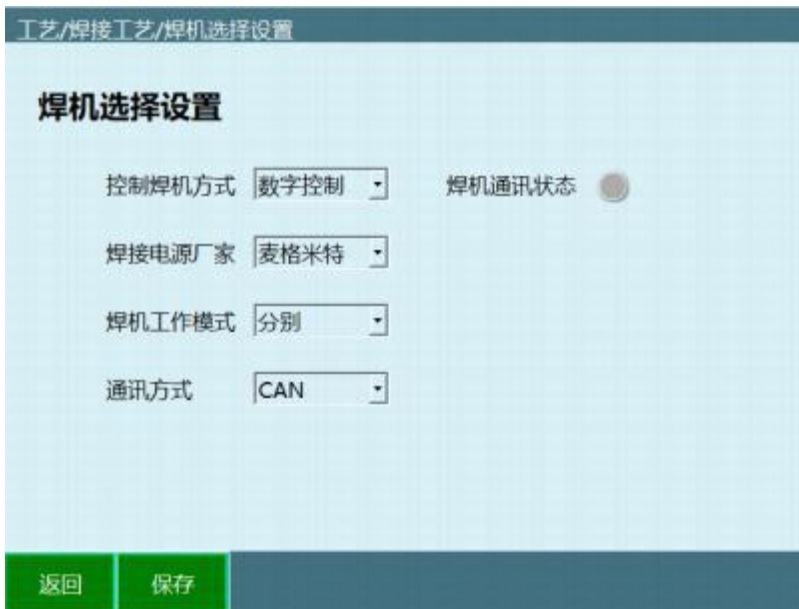 工艺/焊接工艺/焊机选择设置
焊机选择设置
控制焊机方式 数字控制 焊机通讯状态
焊接电源厂家 麦格米特
焊机工作模式 分别
通讯方式 CAN
返回 保存